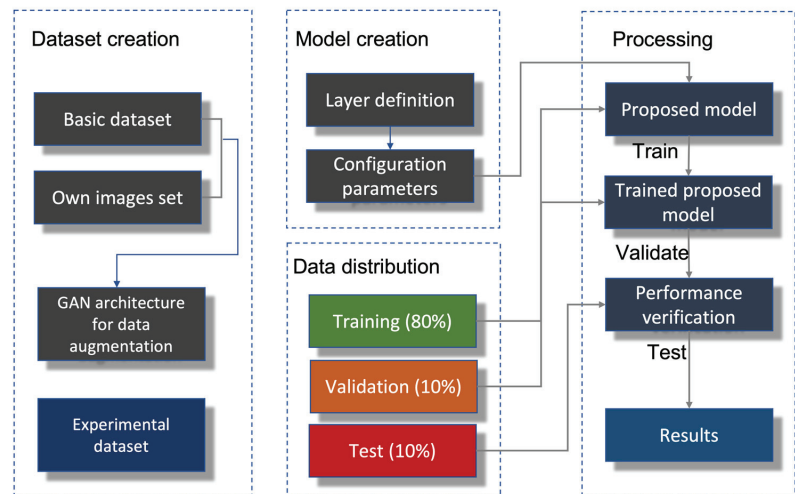 Dataset creation
Basic dataset
Own images set
GAN architecture
for data
augmentation
Experimental
dataset
Model creation
Layer definition
Configuration
parameters
Data distribution
Training (80%)
Validation (10%)
Test (10%)
Processing
Proposed model
Train
Trained proposed
model
Validate
Performance
verification
Test
Results